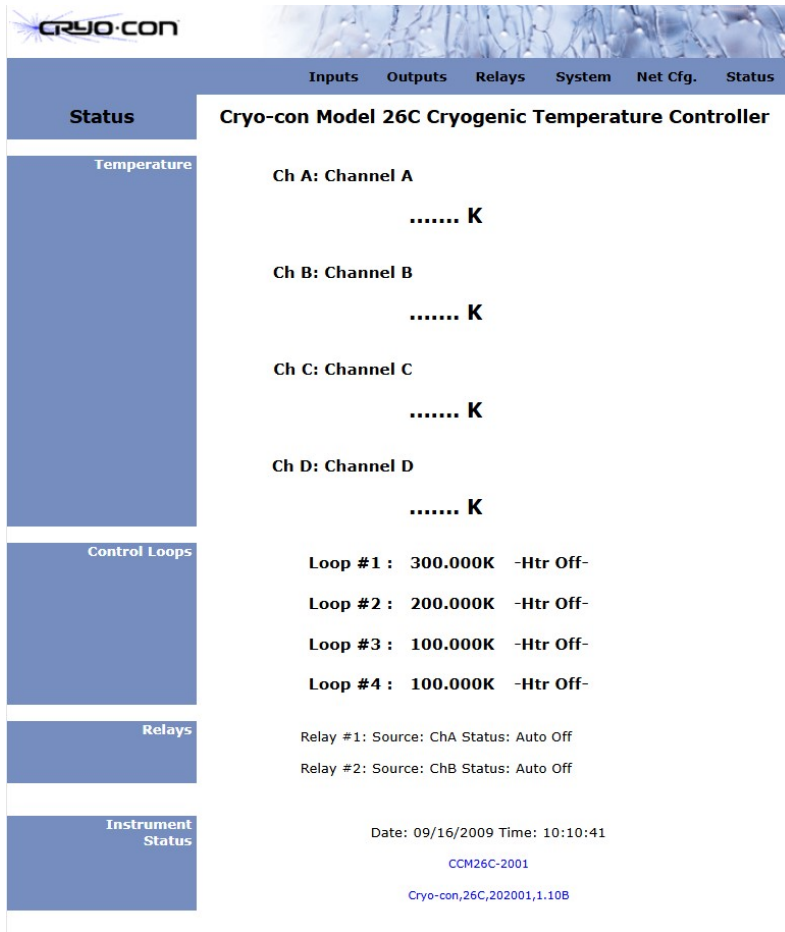 cryo·con
Inputs Outputs Relays System Net Cfg. Status
Status
Cryo-con Model 26C Cryogenic Temperature Controller
Temperature
Ch A: Channel A
....... K
Ch B: Channel B
....... K
Ch C: Channel C
....... K
Ch D: Channel D
....... K
Control Loops
Loop #1 : 300.000K -Htr Off-
Loop #2 : 200.000K -Htr Off-
Loop #3 : 100.000K -Htr Off-
Loop #4 : 100.000K -Htr Off-
Relays
Relay #1: Source: ChA Status: Auto Off
Relay #2: Source: ChB Status: Auto Off
Instrument
Status
Date: 09/16/2009 Time: 10:10:41
CCM26C-2001
Cryo-con,26C,202001,1.10B